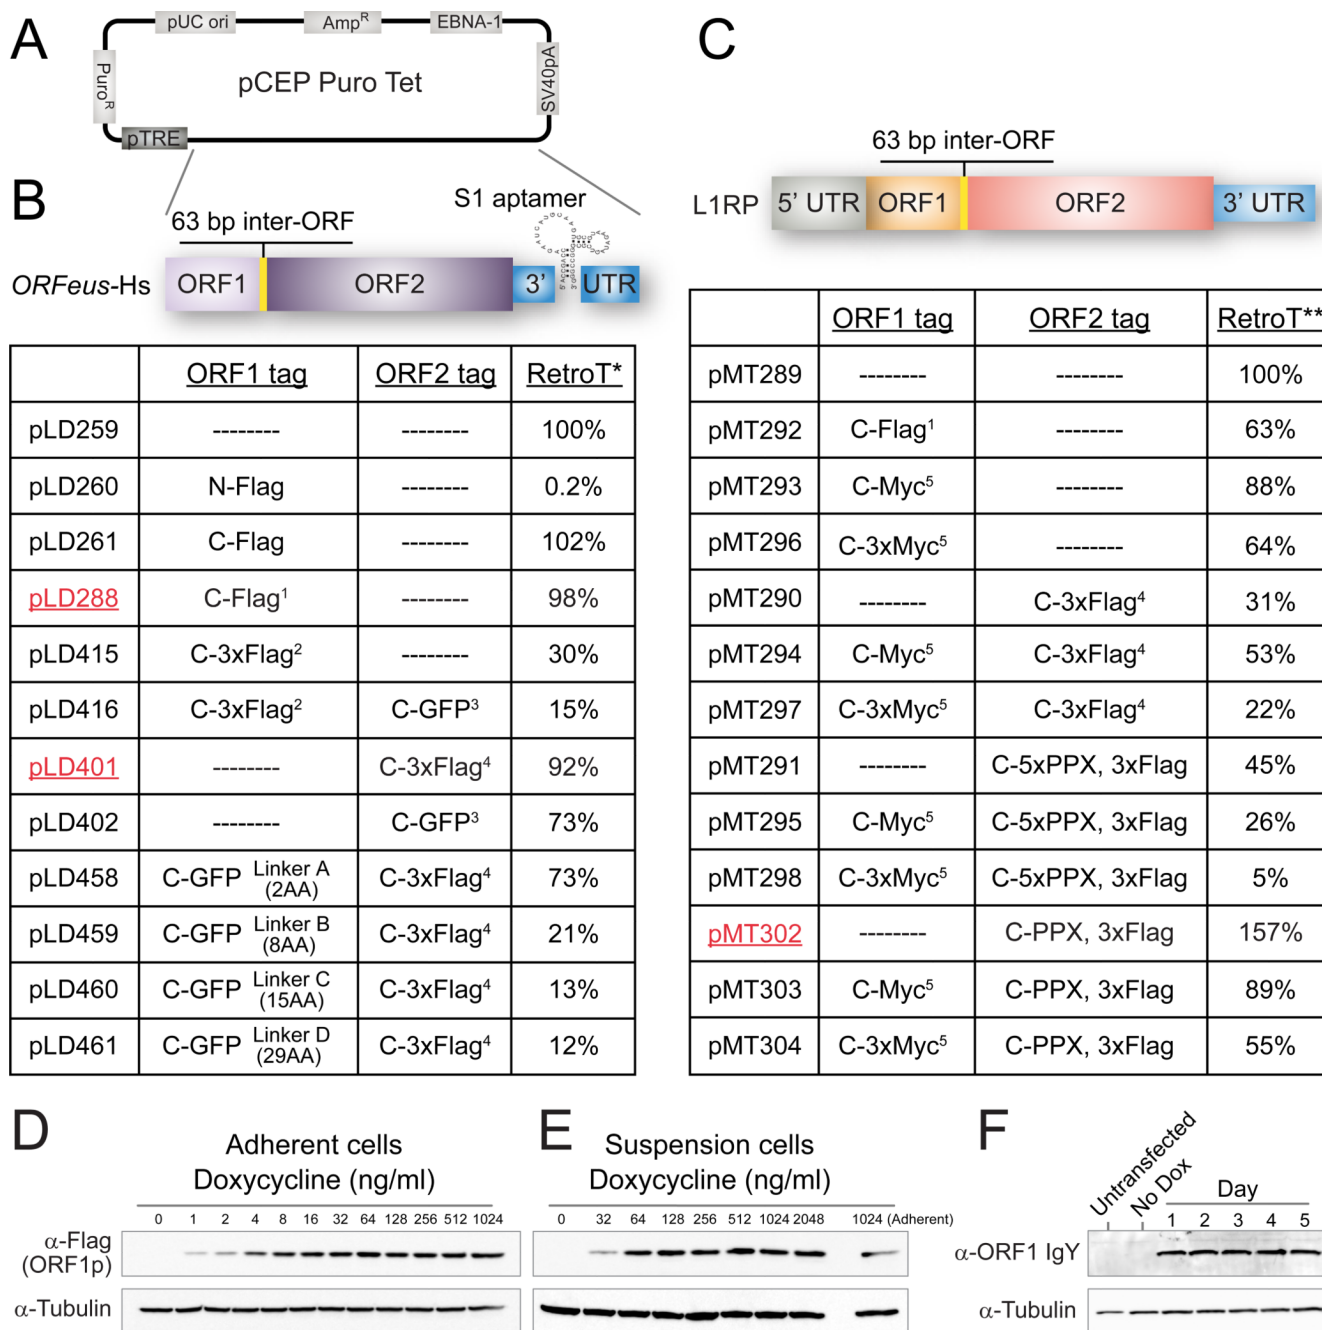 A
pUC ori
Amp^R
EBNA-1
Puro^R
pCEP Puro Tet
SV40pA
pTRE
B
S1 aptamer
63 bp inter-ORF
ORFeus-Hs
ORF1
ORF2
3’
UTR
ORF1 tag ORF2 tag RetroT*
pLD259 -------- -------- 100%
pLD260 N-Flag -------- 0.2%
pLD261 C-Flag -------- 102%
pLD288 C-Flag¹ -------- 98%
pLD415 C-3xFlag² -------- 30%
pLD416 C-3xFlag² C-GFP³ 15%
pLD401 -------- C-3xFlag⁴ 92%
pLD402 -------- C-GFP³ 73%
pLD458 C-GFP Linker A (2AA) C-3xFlag⁴ 73%
pLD459 C-GFP Linker B (8AA) C-3xFlag⁴ 21%
pLD460 C-GFP Linker C (15AA) C-3xFlag⁴ 13%
pLD461 C-GFP Linker D (29AA) C-3xFlag⁴ 12%
C
63 bp inter-ORF
L1RP
5’ UTR
ORF1
ORF2
3’ UTR
ORF1 tag ORF2 tag RetroT**
pMT289 -------- -------- 100%
pMT292 C-Flag¹ -------- 63%
pMT293 C-Myc⁵ -------- 88%
pMT296 C-3xMyc⁵ -------- 64%
pMT290 -------- C-3xFlag⁴ 31%
pMT294 C-Myc⁵ C-3xFlag⁴ 53%
pMT297 C-3xMyc⁵ C-3xFlag⁴ 22%
pMT291 -------- C-5xPPX, 3xFlag 45%
pMT295 C-Myc⁵ C-5xPPX, 3xFlag 26%
pMT298 C-3xMyc⁵ C-5xPPX, 3xFlag 5%
pMT302 -------- C-PPX, 3xFlag 157%
pMT303 C-Myc⁵ C-PPX, 3xFlag 89%
pMT304 C-3xMyc⁵ C-PPX, 3xFlag 55%
D
Adherent cells
Doxycycline (ng/ml)
0 1 2 4 8 16 32 64 128 256 512 1024
α-Flag
(ORF1p)
α-Tubulin
E
Suspension cells
Doxycycline (ng/ml)
0 32 64 128 256 512 1024 2048 1024 (Adherent)
F
Untransfected
No Dox
Day
1 2 3 4 5
α-ORF1 IgY
α-Tubulin